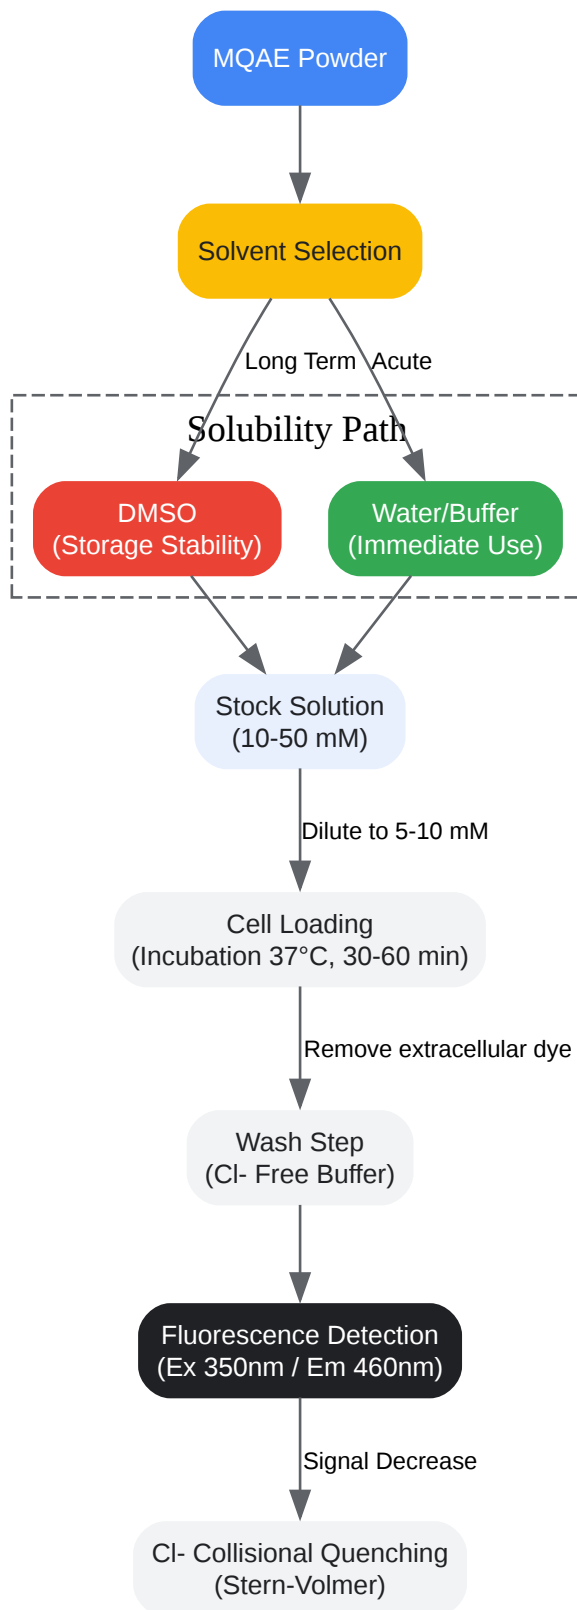 MQAE Powder
Solvent Selection
Long Term
Acute
Solubility Path
DMSO
(Storage Stability)
Water/Buffer
(Immediate Use)
Stock Solution
(10-50 mM)
Dilute to 5-10 mM
Cell Loading
(Incubation 37°C, 30-60 min)
Remove extracellular dye
Wash Step
(Cl- Free Buffer)
Fluorescence Detection
(Ex 350nm / Em 460nm)
Signal Decrease
Cl- Collisional Quenching
(Stern-Volmer)